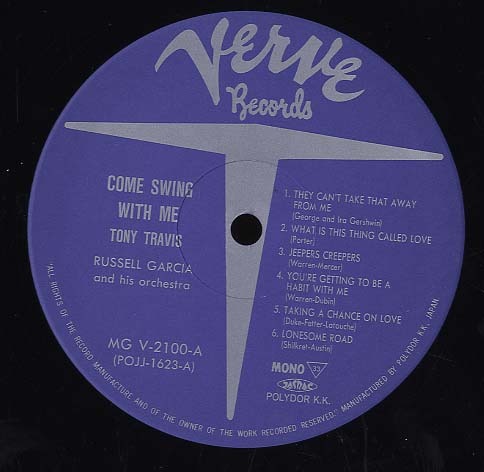 Verve
Records
COME SWING
WITH ME
TONY TRAVIS
RUSSELL GARCIA
and his orchestra
MG V-2100-A
(POJJ-1623-A)
1. THEY CAN'T TAKE THAT AWAY
FROM ME
(George and Ira Gershwin)
2. WHAT IS THIS THING CALLED LOVE
(Porter)
3. JEEPERS CREEPERS
(Warren-Mercer)
4. YOU'RE GETTING TO BE A
HABIT WITH ME
(Warren-Dubin)
5. TAKING A CHANCE ON LOVE
(Duke-Fetter-Latouche)
6. LONESOME ROAD
(Shilkret-Austin)
MONO 33
JASRAC
POLYDOR K.K.
"ALL RIGHTS OF THE RECORD MANUFACTURE AND OF THE OWNER OF THE WORK RECORDED RESERVED." MANUFACTURED BY POLYDOR K.K. JAPAN